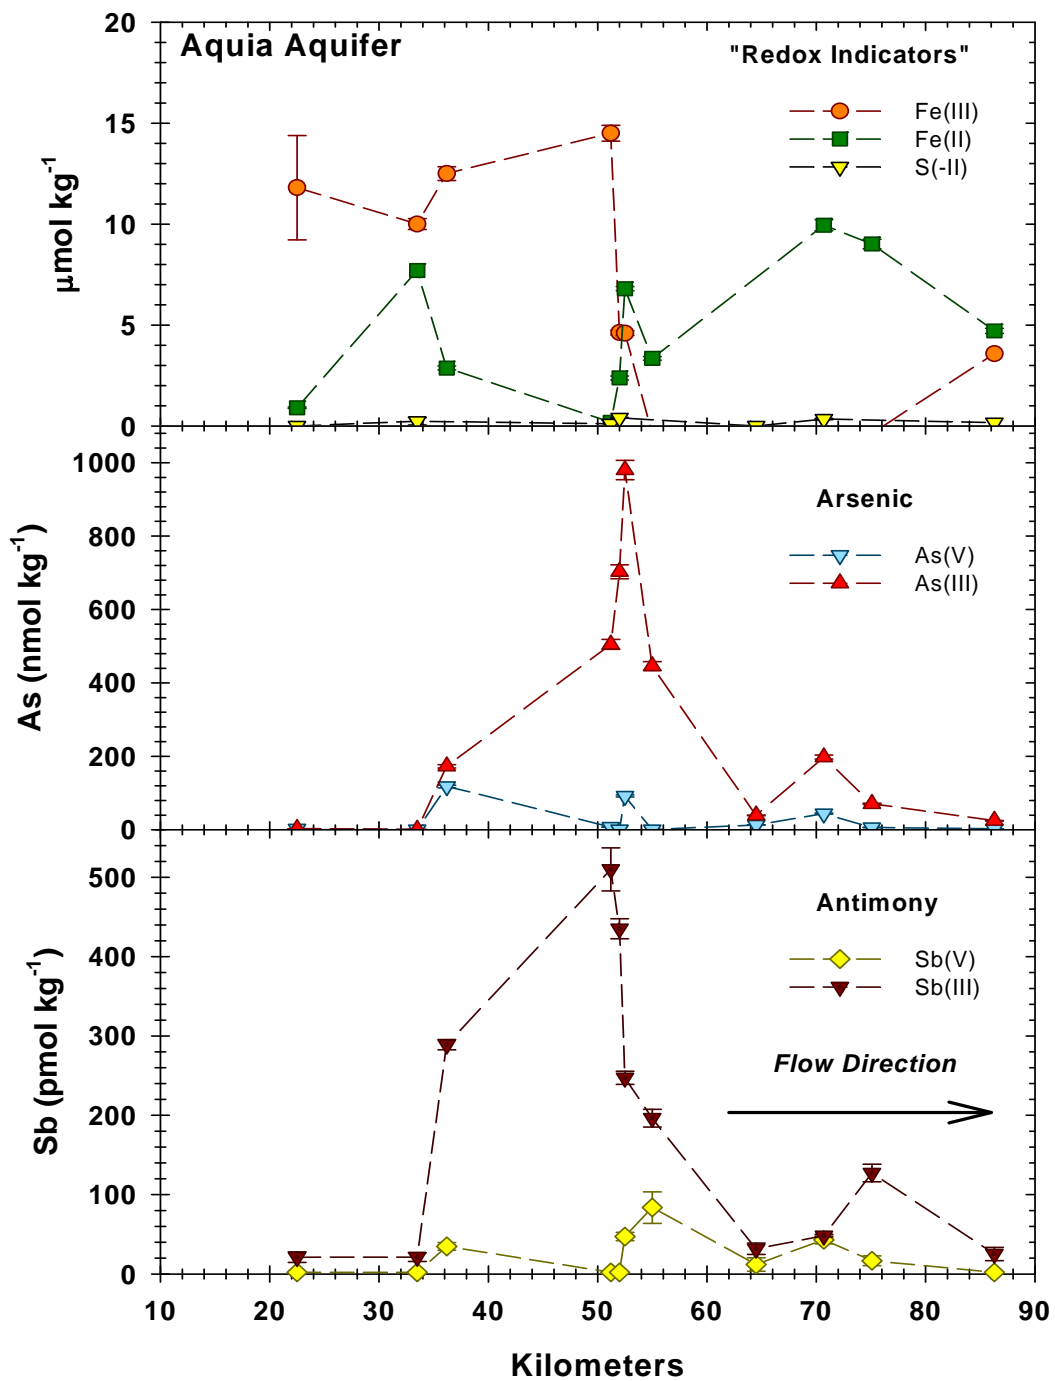 Aquia Aquifer
"Redox Indicators"
Fe(III)
Fe(II)
S(-II)
20
15
10
5
0
μmol kg⁻¹
Arsenic
As(V)
As(III)
1000
800
600
400
200
0
As (nmol kg⁻¹)
Antimony
Sb(V)
Sb(III)
Flow Direction
500
400
300
200
100
0
Sb (pmol kg⁻¹)
10 20 30 40 50 60 70 80 90
Kilometers